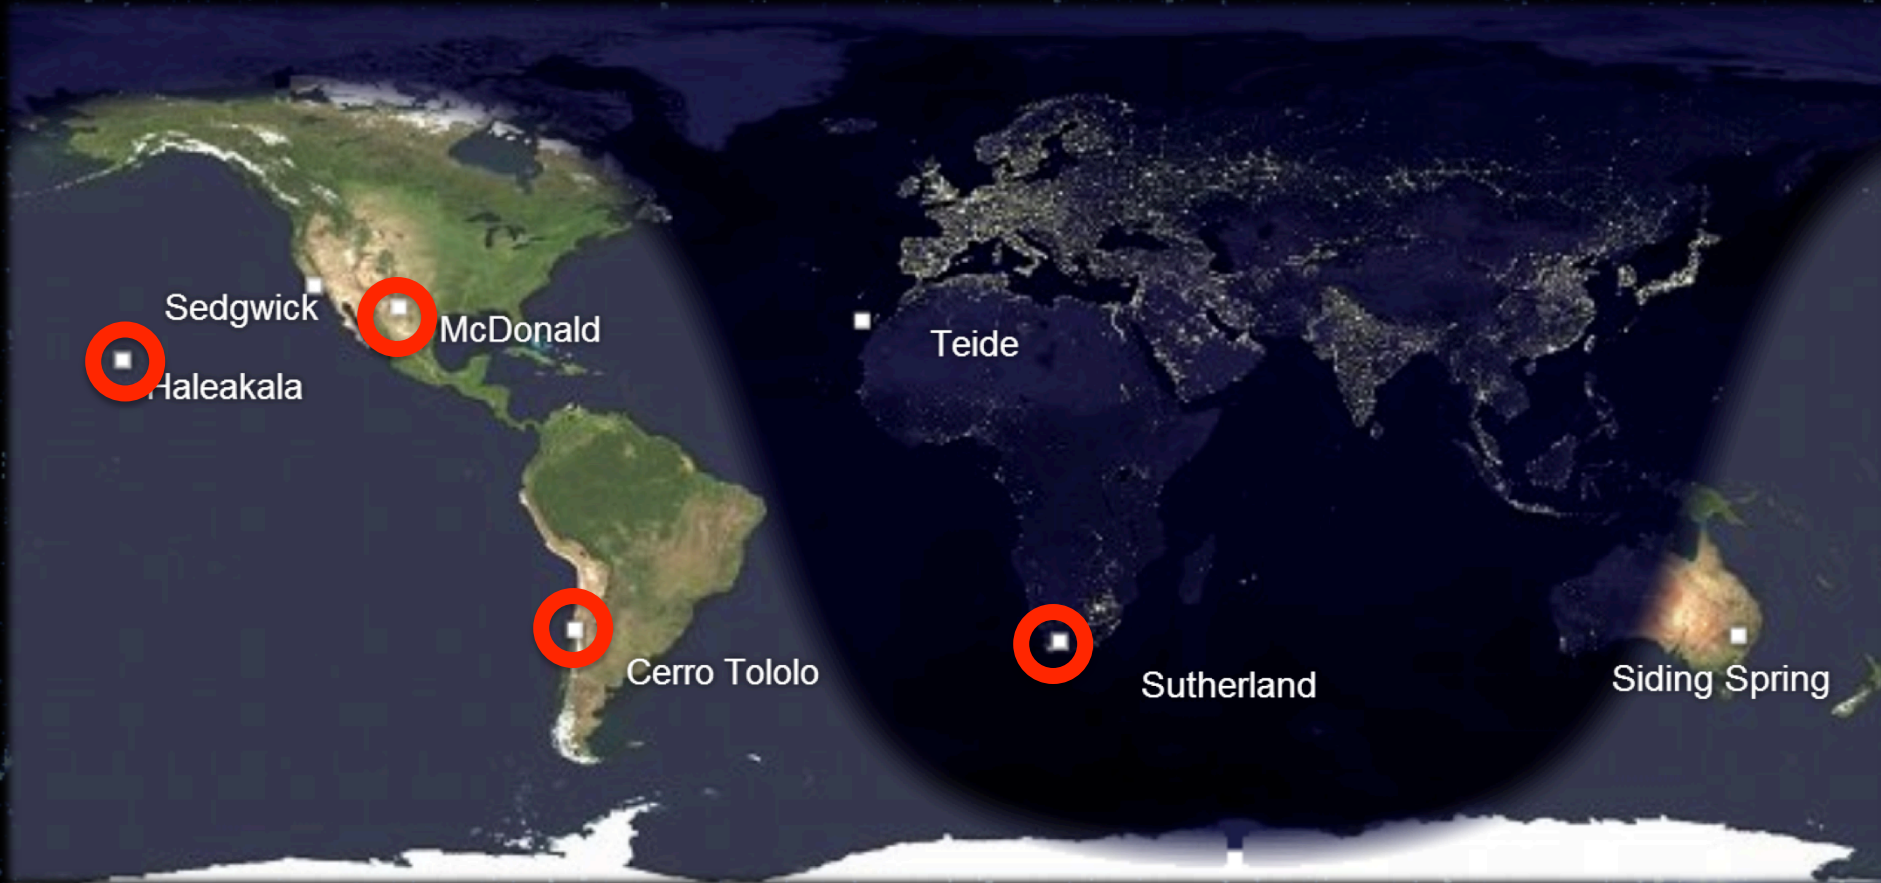 Sedgwick
McDonald
Teide
Haleakala
Cerro Tololo
Sutherland
Siding Spring